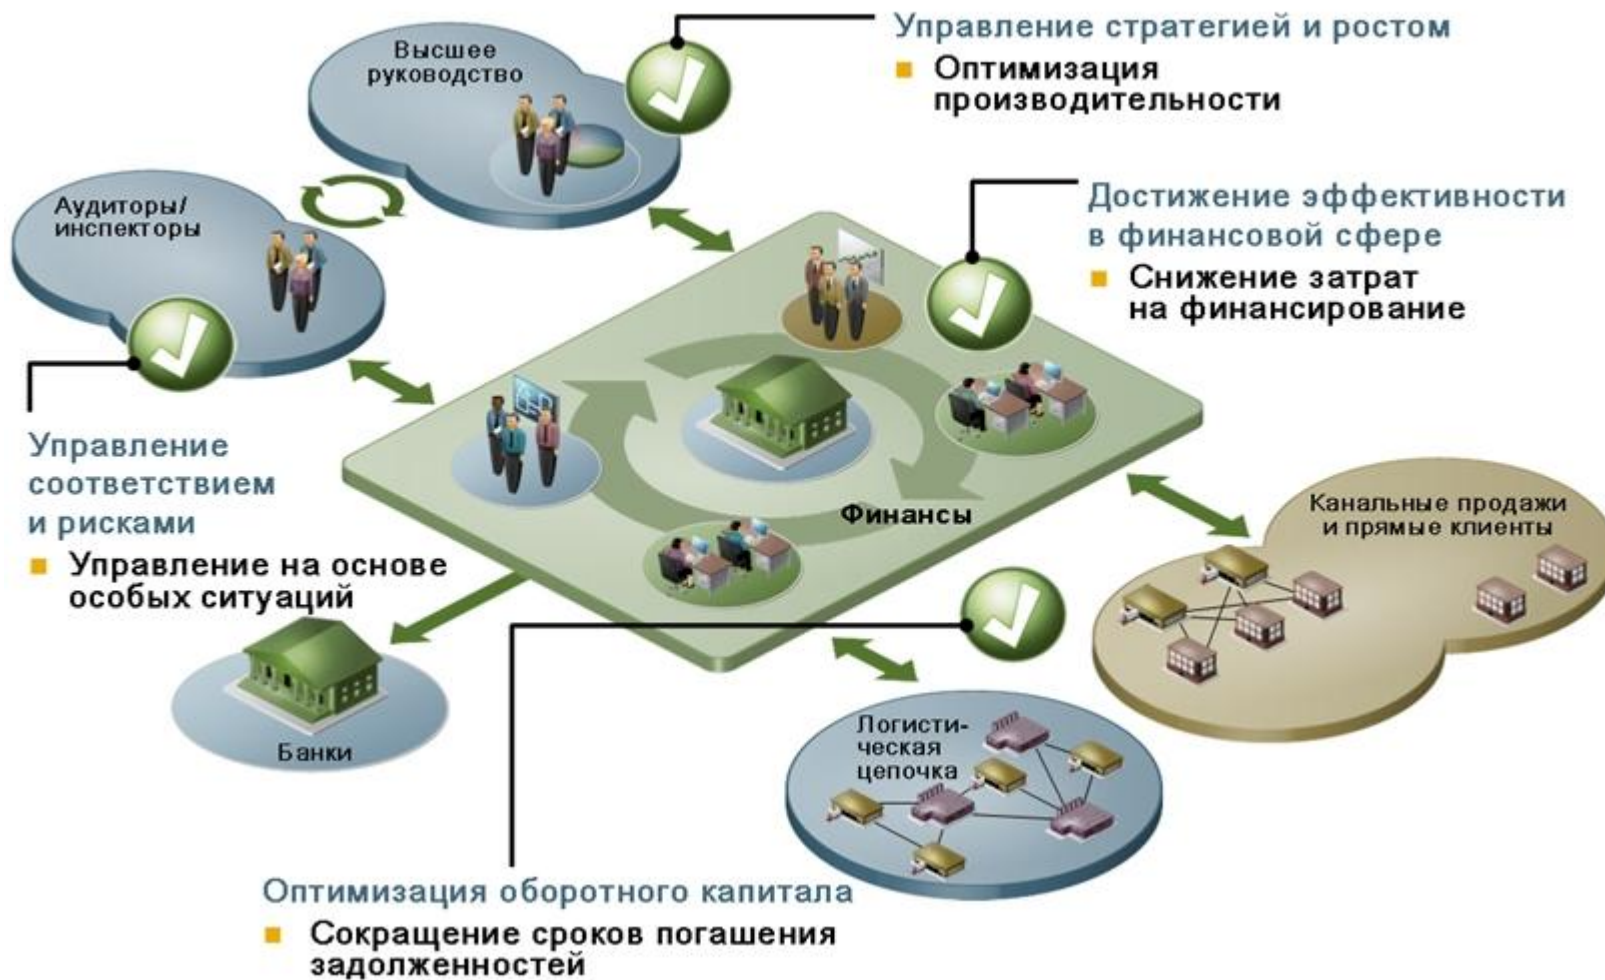 Высшее
руководство
Управление стратегией и ростом
Оптимизация
производительности
Аудиторы/
инспекторы
Достижение эффективности
в финансовой сфере
Снижение затрат
на финансирование
Управление
соответствием
и рисками
Управление на основе
особых ситуаций
Финансы
Канальные продажи
и прямые клиенты
Банки
Логисти-
ческая
цепочка
Оптимизация оборотного капитала
Сокращение сроков погашения
задолженностей